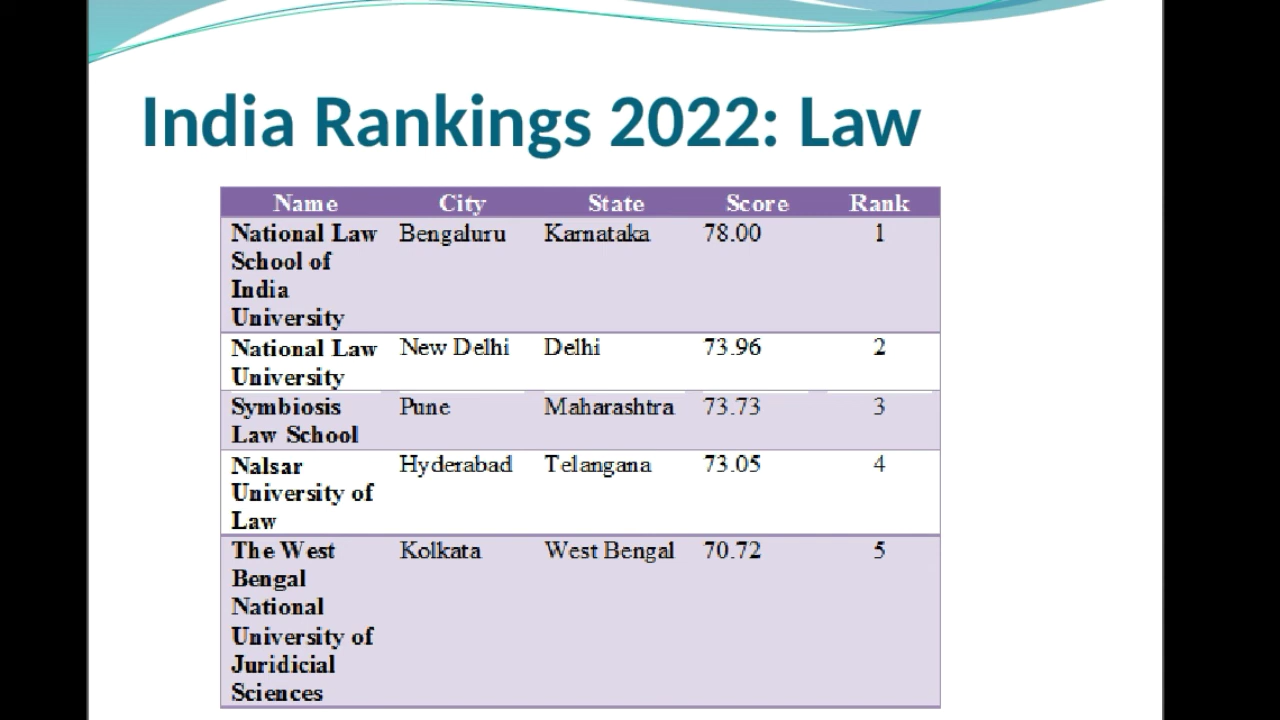 India Rankings 2022: Law
Name City State Score Rank
National Law Bengaluru Karnataka 78.00 1
School of
India
University
National Law New Delhi Delhi 73.96 2
University
Symbiosis Pune Maharashtra 73.73 3
Law School
Nalsar Hyderabad Telangana 73.05 4
University of
Law
The West Kolkata West Bengal 70.72 5
Bengal
National
University of
Juridicial
Sciences